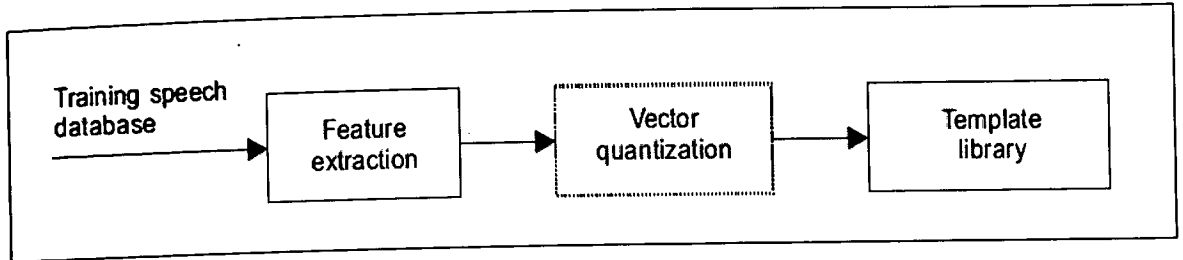 Training speech
database
Feature
extraction
Vector
quantization
Template
library